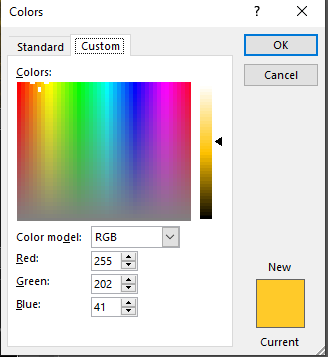 Colors
?
Standard
Custom
OK
Cancel
Colors:
Color model:
RGB
Red:
255
Green:
202
Blue:
41
New
Current